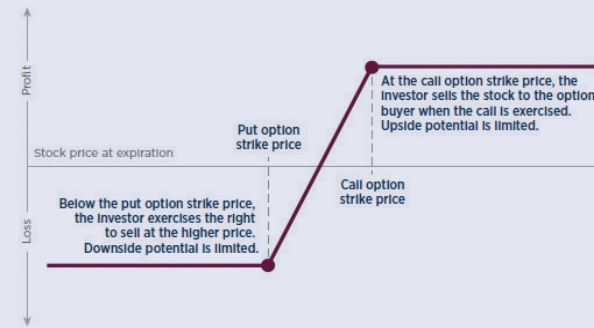 Profit
At the call option strike price, the
investor sells the stock to the option
buyer when the call is exercised.
Upside potential is limited.
Put option
strike price
Stock price at expiration
Call option
strike price
Below the put option strike price,
the investor exercises the right
to sell at the higher price.
Downside potential is limited.
Loss